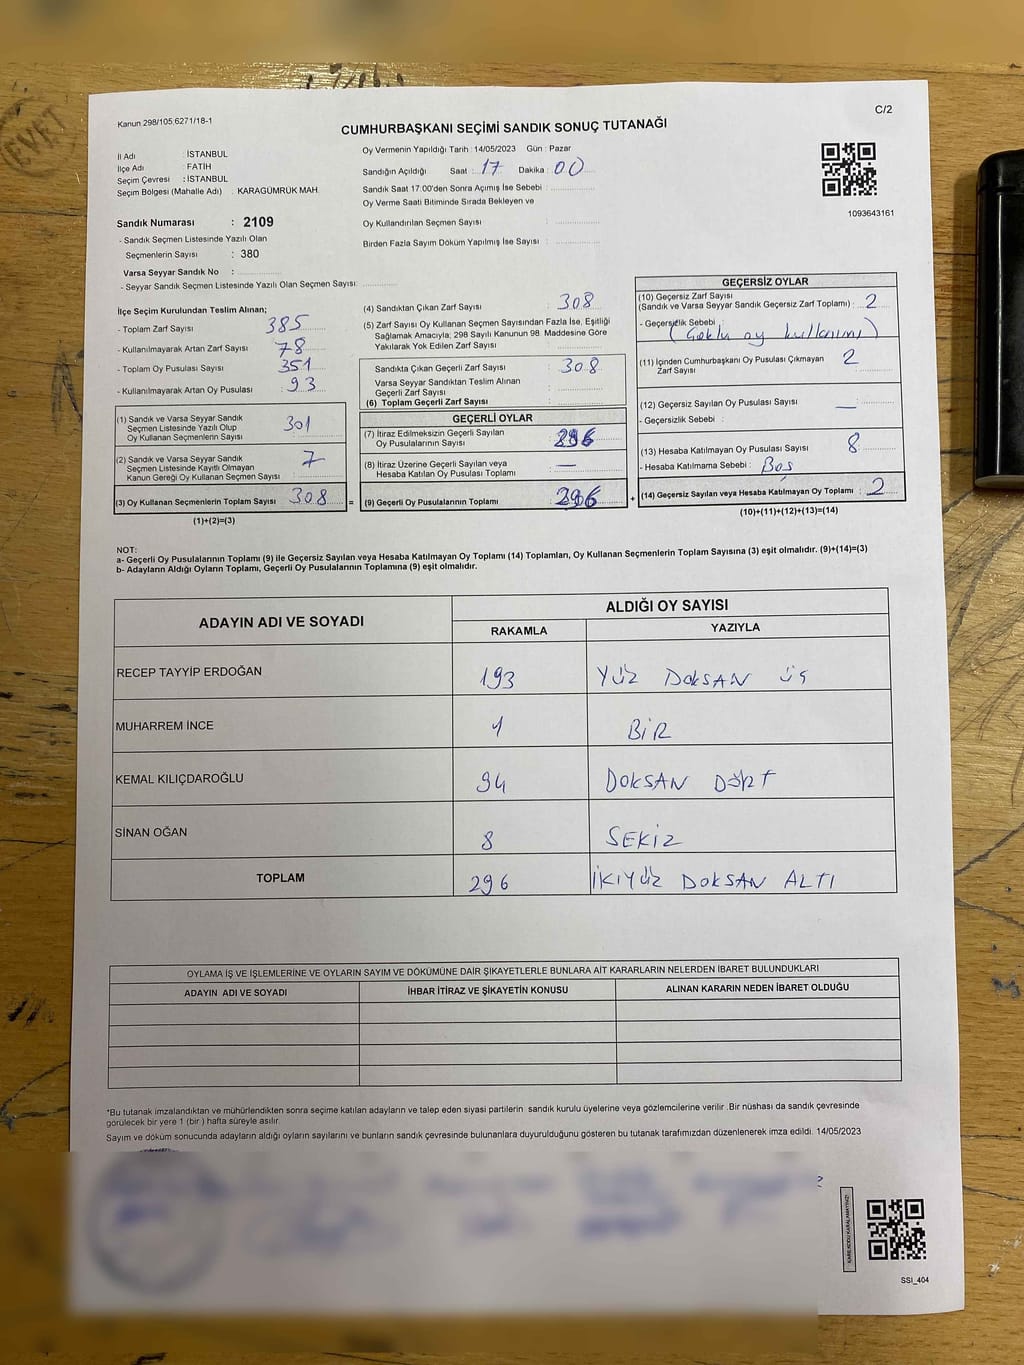 Kanun 298/105,6271/18-1
C/2
CUMHURBAŞKANI SEÇİMİ SANDIK SONUÇ TUTANAĞI
İl Adı : İSTANBUL
İlçe Adı : FATİH
Seçim Çevresi : İSTANBUL
Seçim Bölgesi (Mahalle Adı) : KARAGÜMRÜK MAH.
Sandık Numarası : 2109
- Sandık Seçmen Listesinde Yazılı Olan
Seçmenlerin Sayısı : 380
Varsa Seyyar Sandık No :
- Seyyar Sandık Seçmen Listesinde Yazılı Olan Seçmen Sayısı:
Oy Vermenin Yapıldığı Tarih : 14/05/2023 Gün : Pazar
Sandığın Açıldığı Saat : 17 Dakika : 00
Sandık Saat 17.00'den Sonra Açımış İse Sebebi :
Oy Verme Saati Bitiminde Sırada Bekleyen ve
Oy Kullandırılan Seçmen Sayısı :
Birden Fazla Sayım Döküm Yapılmış İse Sayısı :
1093643161
İlçe Seçim Kurulundan Teslim Alınan;
- Toplam Zarf Sayısı 385
- Kullanılmayarak Artan Zarf Sayısı 78
- Toplam Oy Pusulası Sayısı 351
- Kullanılmayarak Artan Oy Pusulası 93
(1) Sandık ve Varsa Seyyar Sandık
Seçmen Listesinde Yazılı Olup
Oy Kullanan Seçmenlerin Sayısı 301
(2) Sandık ve Varsa Seyyar Sandık
Seçmen Listesinde Kayıtlı Olmayan
Kanun Gereği Oy Kullanan Seçmen Sayısı 7
(3) Oy Kullanan Seçmenlerin Toplam Sayısı 308 =
(1)+(2)=(3)
(4) Sandıktan Çıkan Zarf Sayısı : 308
(5) Zarf Sayısı Oy Kullanan Seçmen Sayısından Fazla İse, Eşitliği
Sağlamak Amacıyla; 298 Sayılı Kanunun 98. Maddesine Göre
Yakılarak Yok Edilen Zarf Sayısı :
Sandıkta Çıkan Geçerli Zarf Sayısı : 308
Varsa Seyyar Sandıktan Teslim Alınan
Geçerli Zarf Sayısı :
(6) Toplam Geçerli Zarf Sayısı :
GEÇERLİ OYLAR
(7) İtiraz Edilmeksizin Geçerli Sayılan
Oy Pusulalarının Sayısı : 296
(8) İtiraz Üzerine Geçerli Sayılan veya
Hesaba Katılan Oy Pusulası Toplamı : —
(9) Geçerli Oy Pusulalarının Toplamı : 296 +
GEÇERSİZ OYLAR
(10) Geçersiz Zarf Sayısı
(Sandık ve Varsa Seyyar Sandık Geçersiz Zarf Toplamı) : 2
- Geçersizlik Sebebi : (Çoklu oy kullanımı)
(11) İçinden Cumhurbaşkanı Oy Pusulası Çıkmayan
Zarf Sayısı : 2
(12) Geçersiz Sayılan Oy Pusulası Sayısı : —
- Geçersizlik Sebebi :
(13) Hesaba Katılmayan Oy Pusulası Sayısı : 8
- Hesaba Katılmama Sebebi : Boş
(14) Geçersiz Sayılan veya Hesaba Katılmayan Oy Toplamı : 2
(10)+(11)+(12)+(13)=(14)
NOT:
a- Geçerli Oy Pusulalarının Toplamı (9) ile Geçersiz Sayılan veya Hesaba Katılmayan Oy Toplamı (14) Toplamları, Oy Kullanan Seçmenlerin Toplam Sayısına (3) eşit olmalıdır. (9)+(14)=(3)
b- Adayların Aldığı Oyların Toplamı, Geçerli Oy Pusulalarının Toplamına (9) eşit olmalıdır.
ADAYIN ADI VE SOYADI
ALDIĞI OY SAYISI
RAKAMLA YAZIYLA
RECEP TAYYİP ERDOĞAN 193 YÜZ DOKSAN ÜÇ
MUHARREM İNCE 1 BİR
KEMAL KILIÇDAROĞLU 94 DOKSAN DÖRT
SİNAN OĞAN 8 SEKİZ
TOPLAM 296 İKİYÜZ DOKSAN ALTI
OYLAMA İŞ VE İŞLEMLERİNE VE OYLARIN SAYIM VE DÖKÜMÜNE DAİR ŞİKAYETLERLE BUNLARA AİT KARARLARIN NELERDEN İBARET BULUNDUKLARI
ADAYIN ADI VE SOYADI İHBAR İTİRAZ VE ŞİKAYETİN KONUSU ALINAN KARARIN NEDEN İBARET OLDUĞU
*Bu tutanak imzalandıktan ve mühürlendikten sonra seçime katılan adayların ve talep eden siyasi partilerin sandık kurulu üyelerine veya gözlemcilerine verilir .Bir nüshası da sandık çevresinde
görülecek bir yere 1 (bir ) hafta süreyle asılır.
Sayım ve döküm sonucunda adayların aldığı oyların sayılarını ve bunların sandık çevresinde bulunanlara duyurulduğunu gösteren bu tutanak tarafımızdan düzenlenerek imza edildi. 14/05/2023
KAREKODU KARALAMAYINIZ!
SSI_404
EVET